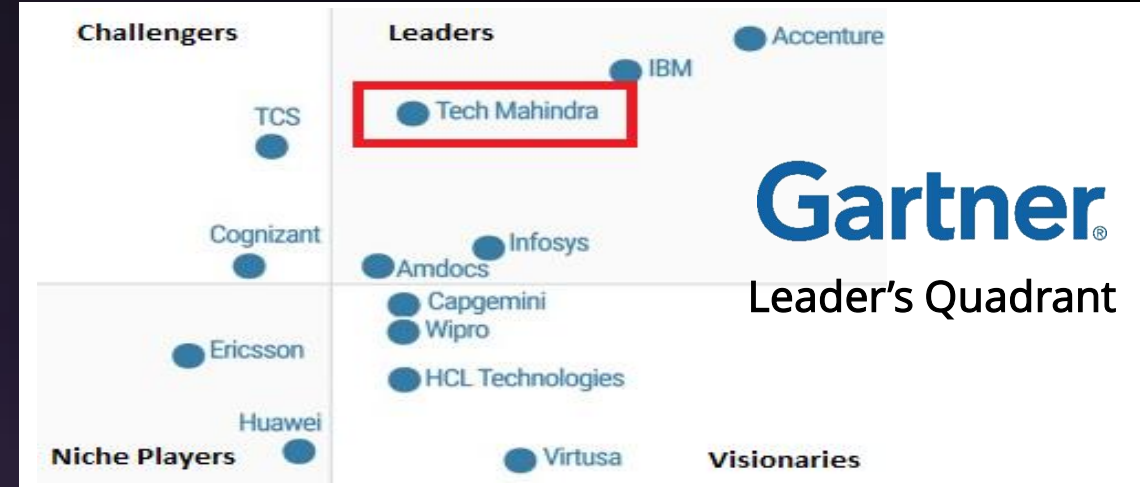 Challengers
Leaders
Accenture
IBM
Tech Mahindra
TCS
Gartner®
Cognizant
Infosys
Amdocs
Leader's Quadrant
Capgemini
Wipro
Ericsson
HCL Technologies
Huawei
Niche Players
Virtusa
Visionaries